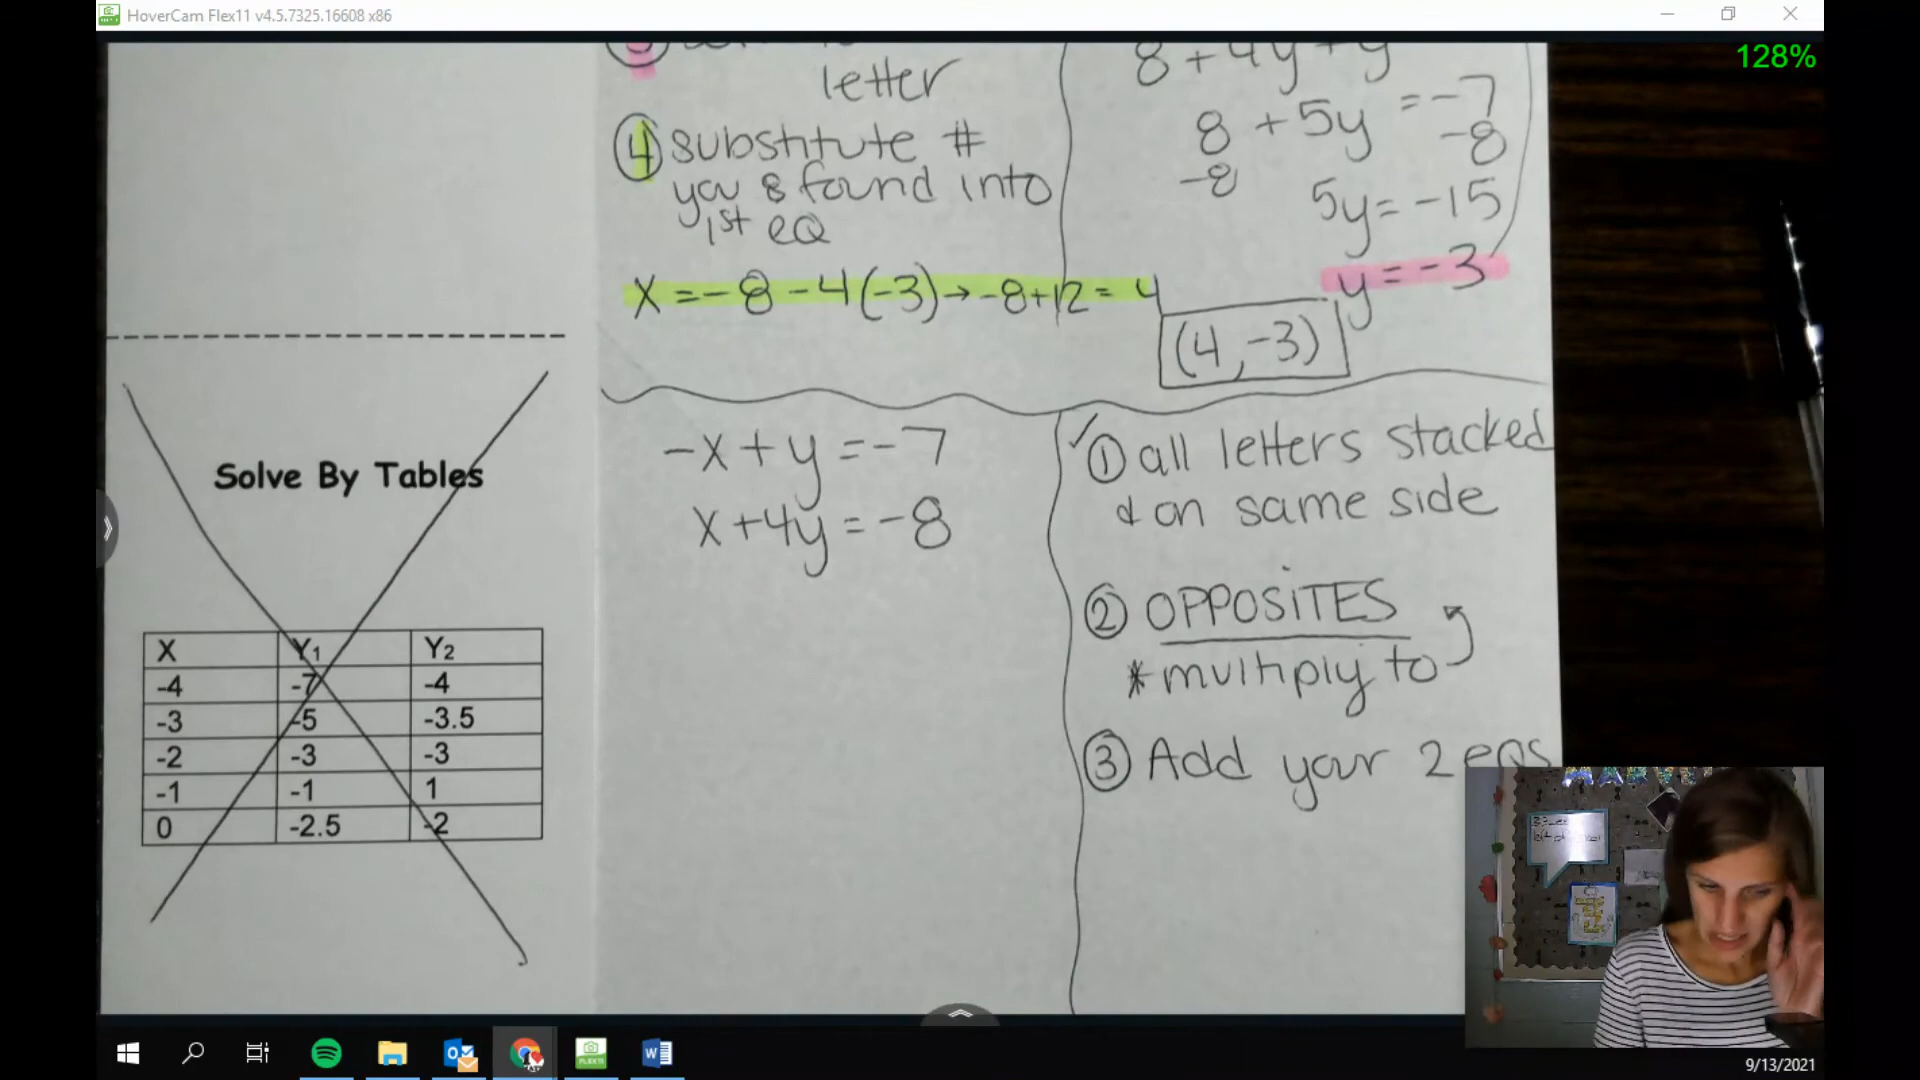 HoverCam Flex11 v4.5.7325.16608 x86
128%
letter
④ substitute #
you found into
1st eQ
x = -8 -4(-3) → -8+12 = 4
8 + 4y + y
8 + 5y = -7
-8 -8
5y = -15
y = -3
(4, -3)
Solve By Tables
X Y₁ Y₂
-4 -7 -4
-3 -5 -3.5
-2 -3 -3
-1 -1 1
0 -2.5 -2
-x + y = -7
x + 4y = -8
✓① all letters stacked
& on same side
② OPPOSITES
* multiply to
③ Add your 2 eqs
FLEX11
9/13/2021